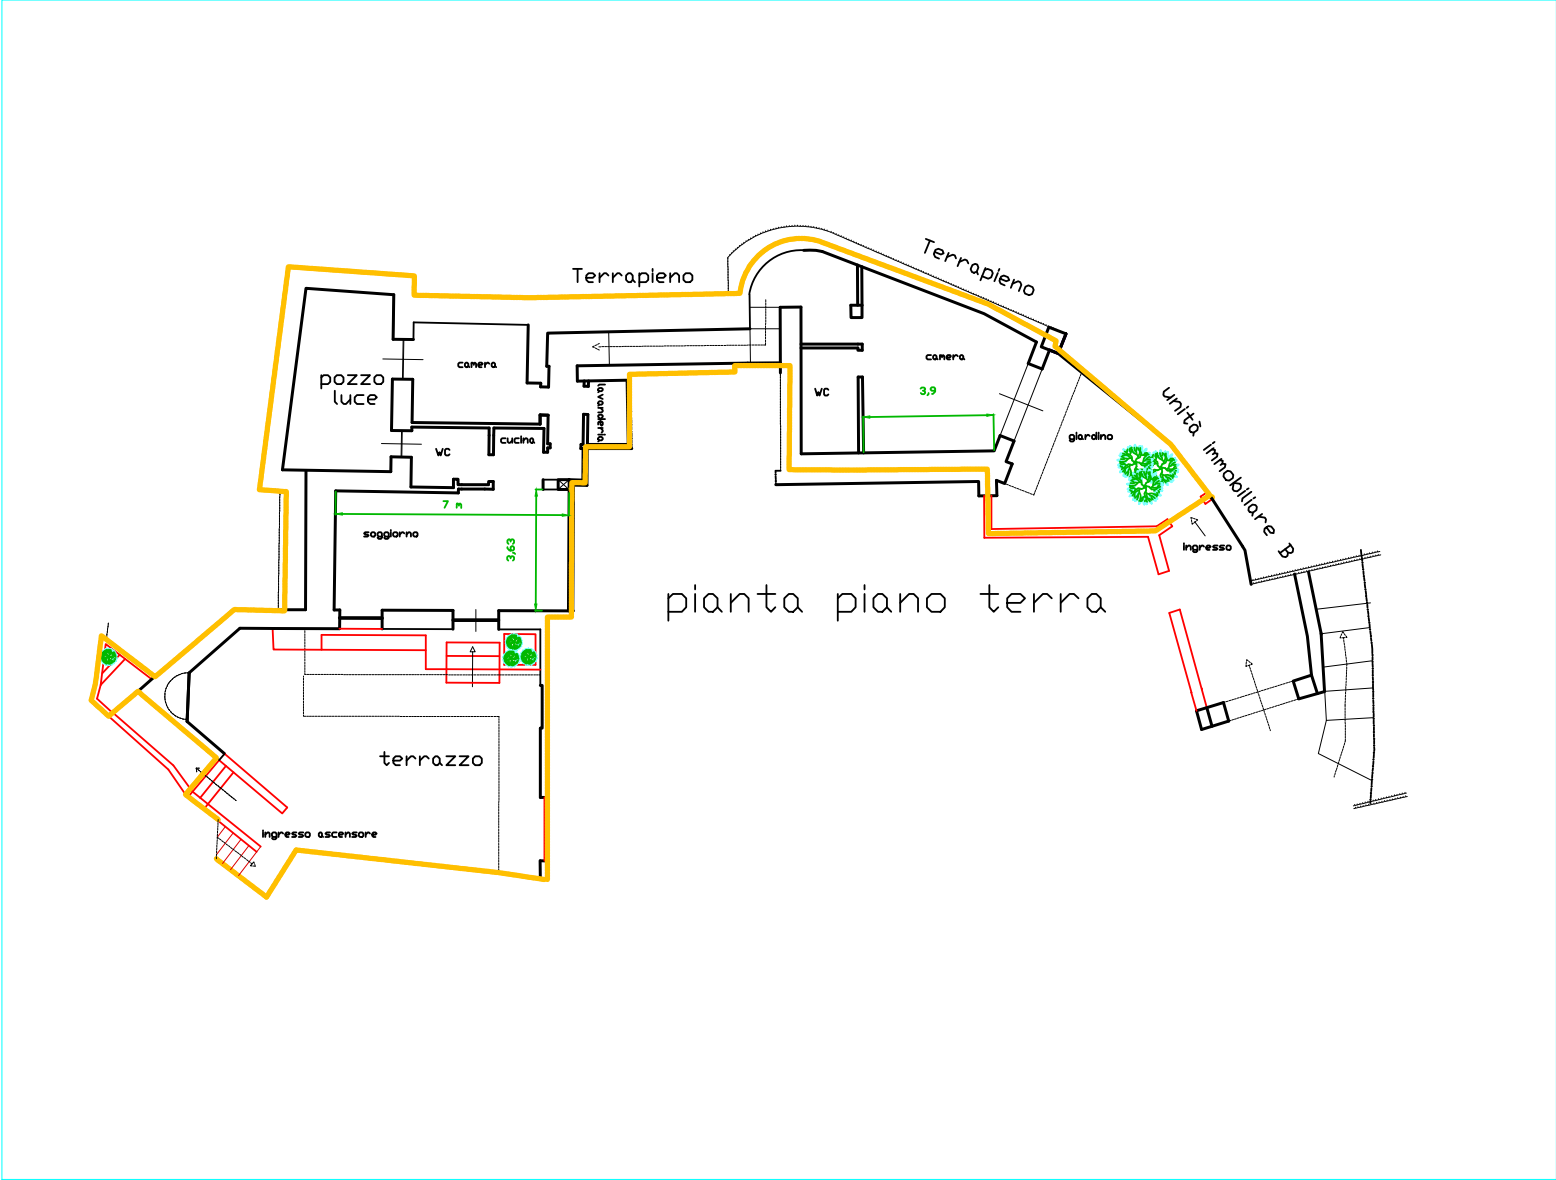 Terrapieno
Terrapieno
pozzo
luce
camera
lavanderia
WC
cucina
camera
WC
3,9
giardino
unità immobiliare B
7 m
soggiorno
3,63
Ingresso
pianta piano terra
terrazzo
Ingresso ascensore